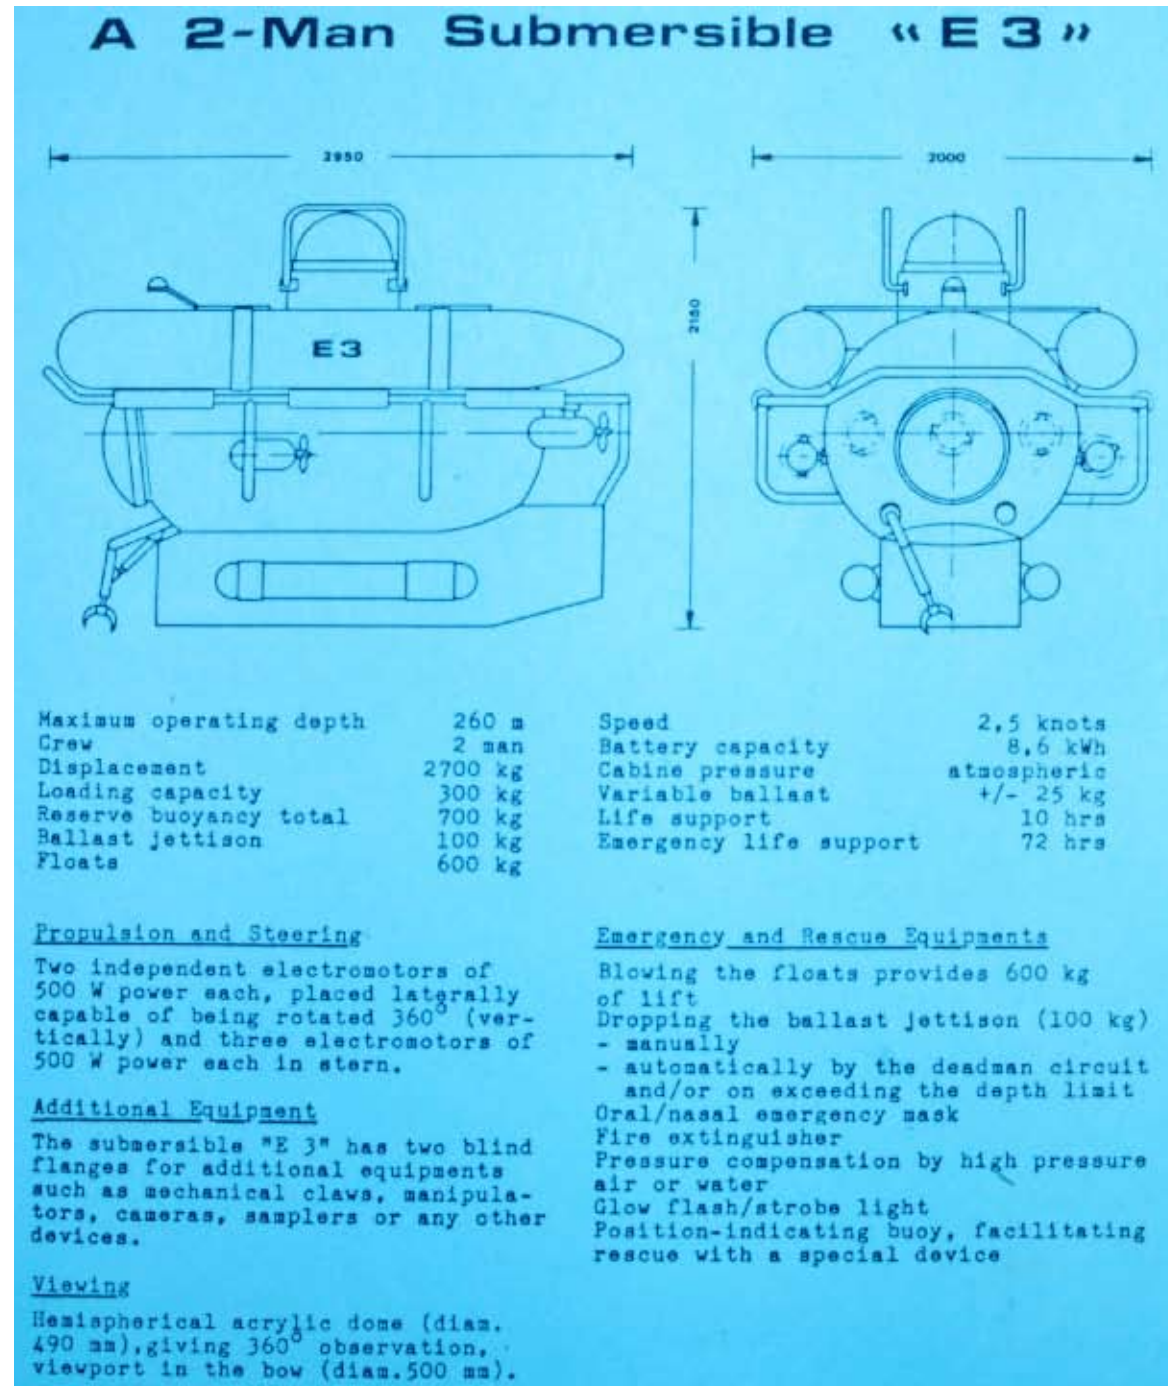 A 2-Man Submersible «E3»
2950
2000
2150
E3
Maximum operating depth 260 m
Crew 2 man
Displacement 2700 kg
Loading capacity 300 kg
Reserve buoyancy total 700 kg
Ballast jettison 100 kg
Floats 600 kg
Speed 2,5 knots
Battery capacity 8,6 kWh
Cabine pressure atmospheric
Variable ballast +/- 25 kg
Life support 10 hrs
Emergency life support 72 hrs
Propulsion and Steering
Two independent electromotors of
500 W power each, placed laterally
capable of being rotated 360° (ver-
tically) and three electromotors of
500 W power each in stern.
Additional Equipment
The submersible "E 3" has two blind
flanges for additional equipments
such as mechanical claws, manipula-
tors, cameras, samplers or any other
devices.
Viewing
Hemispherical acrylic dome (diam.
490 mm),giving 360° observation,
viewport in the bow (diam.500 mm).
Emergency and Rescue Equipments
Blowing the floats provides 600 kg
of lift
Dropping the ballast jettison (100 kg)
- manually
- automatically by the deadman circuit
and/or on exceeding the depth limit
Oral/nasal emergency mask
Fire extinguisher
Pressure compensation by high pressure
air or water
Glow flash/strobe light
Position-indicating buoy, facilitating
rescue with a special device